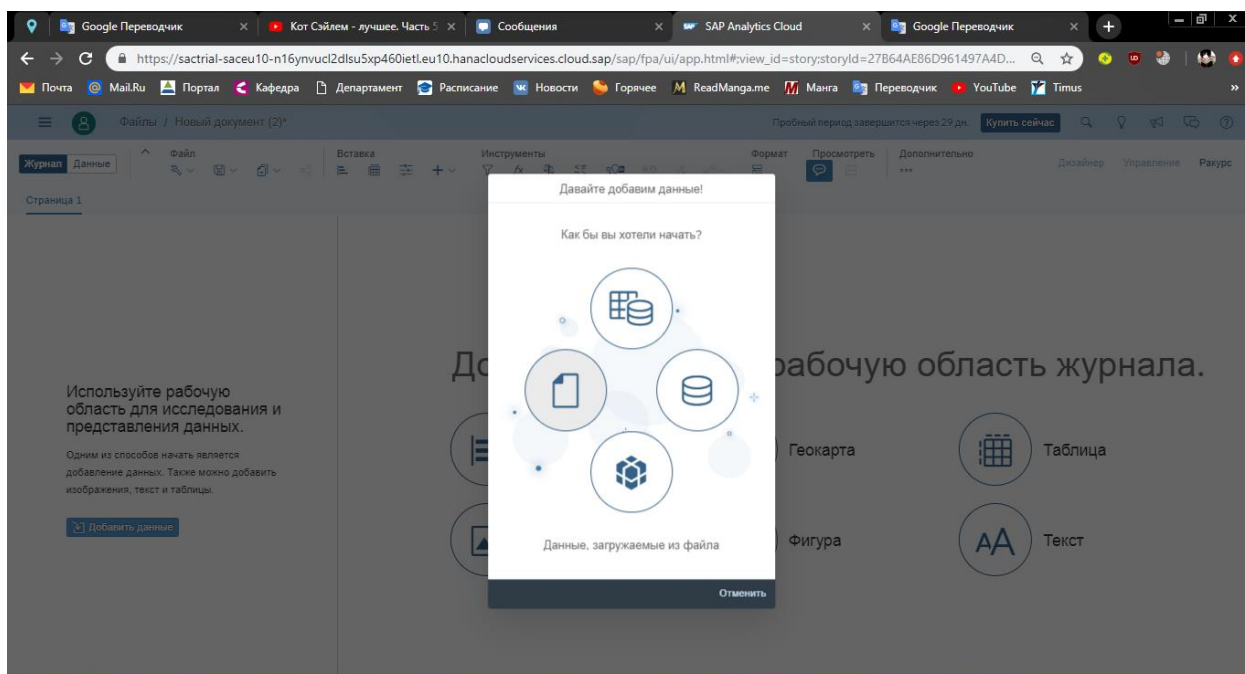 Google Переводчик
Кот Сэйлем - лучшее. Часть 5
Сообщения
SAP Analytics Cloud
Google Переводчик
https://sactrial-saceu10-n16ynvucl2dlsu5xp460ietl.eu10.hanacloudservices.cloud.sap/sap/fpa/ui/app.html#;view_id=story;storyId=27B64AE86D961497A4D...
Почта Mail.Ru Портал Кафедра Департамент Расписание Новости Горячее ReadManga.me Манга Переводчик YouTube Timus »
Файлы / Новый документ (2)* Пробный период завершится через 29 дн. Купить сейчас
Файл Вставка Инструменты Формат Просмотреть Дополнительно
Журнал Данные Дизайнер Управление Ракурс
Страница 1
Давайте добавим данные!
Как бы вы хотели начать?
рабочую область журнала.
Используйте рабочую
область для исследования и
представления данных.
Одним из способов начать является
добавление данных. Также можно добавить
изображения, текст и таблицы.
Добавить данные
Геокарта
Таблица
Фигура
AA Текст
Данные, загружаемые из файла
Отменить